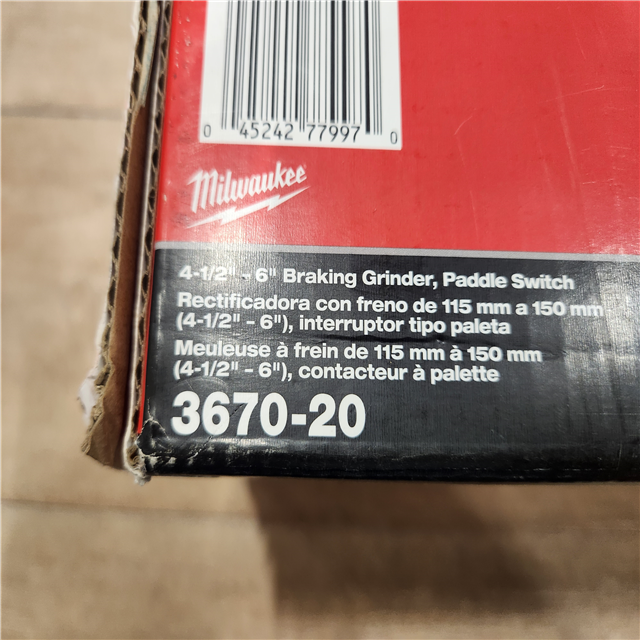 0 45242 77997 0
Milwaukee
4-1/2" - 6" Braking Grinder, Paddle Switch
Rectificadora con freno de 115 mm a 150 mm
(4-1/2" - 6"), interruptor tipo paleta
Meuleuse à frein de 115 mm à 150 mm
(4-1/2" - 6"), contacteur à palette
3670-20